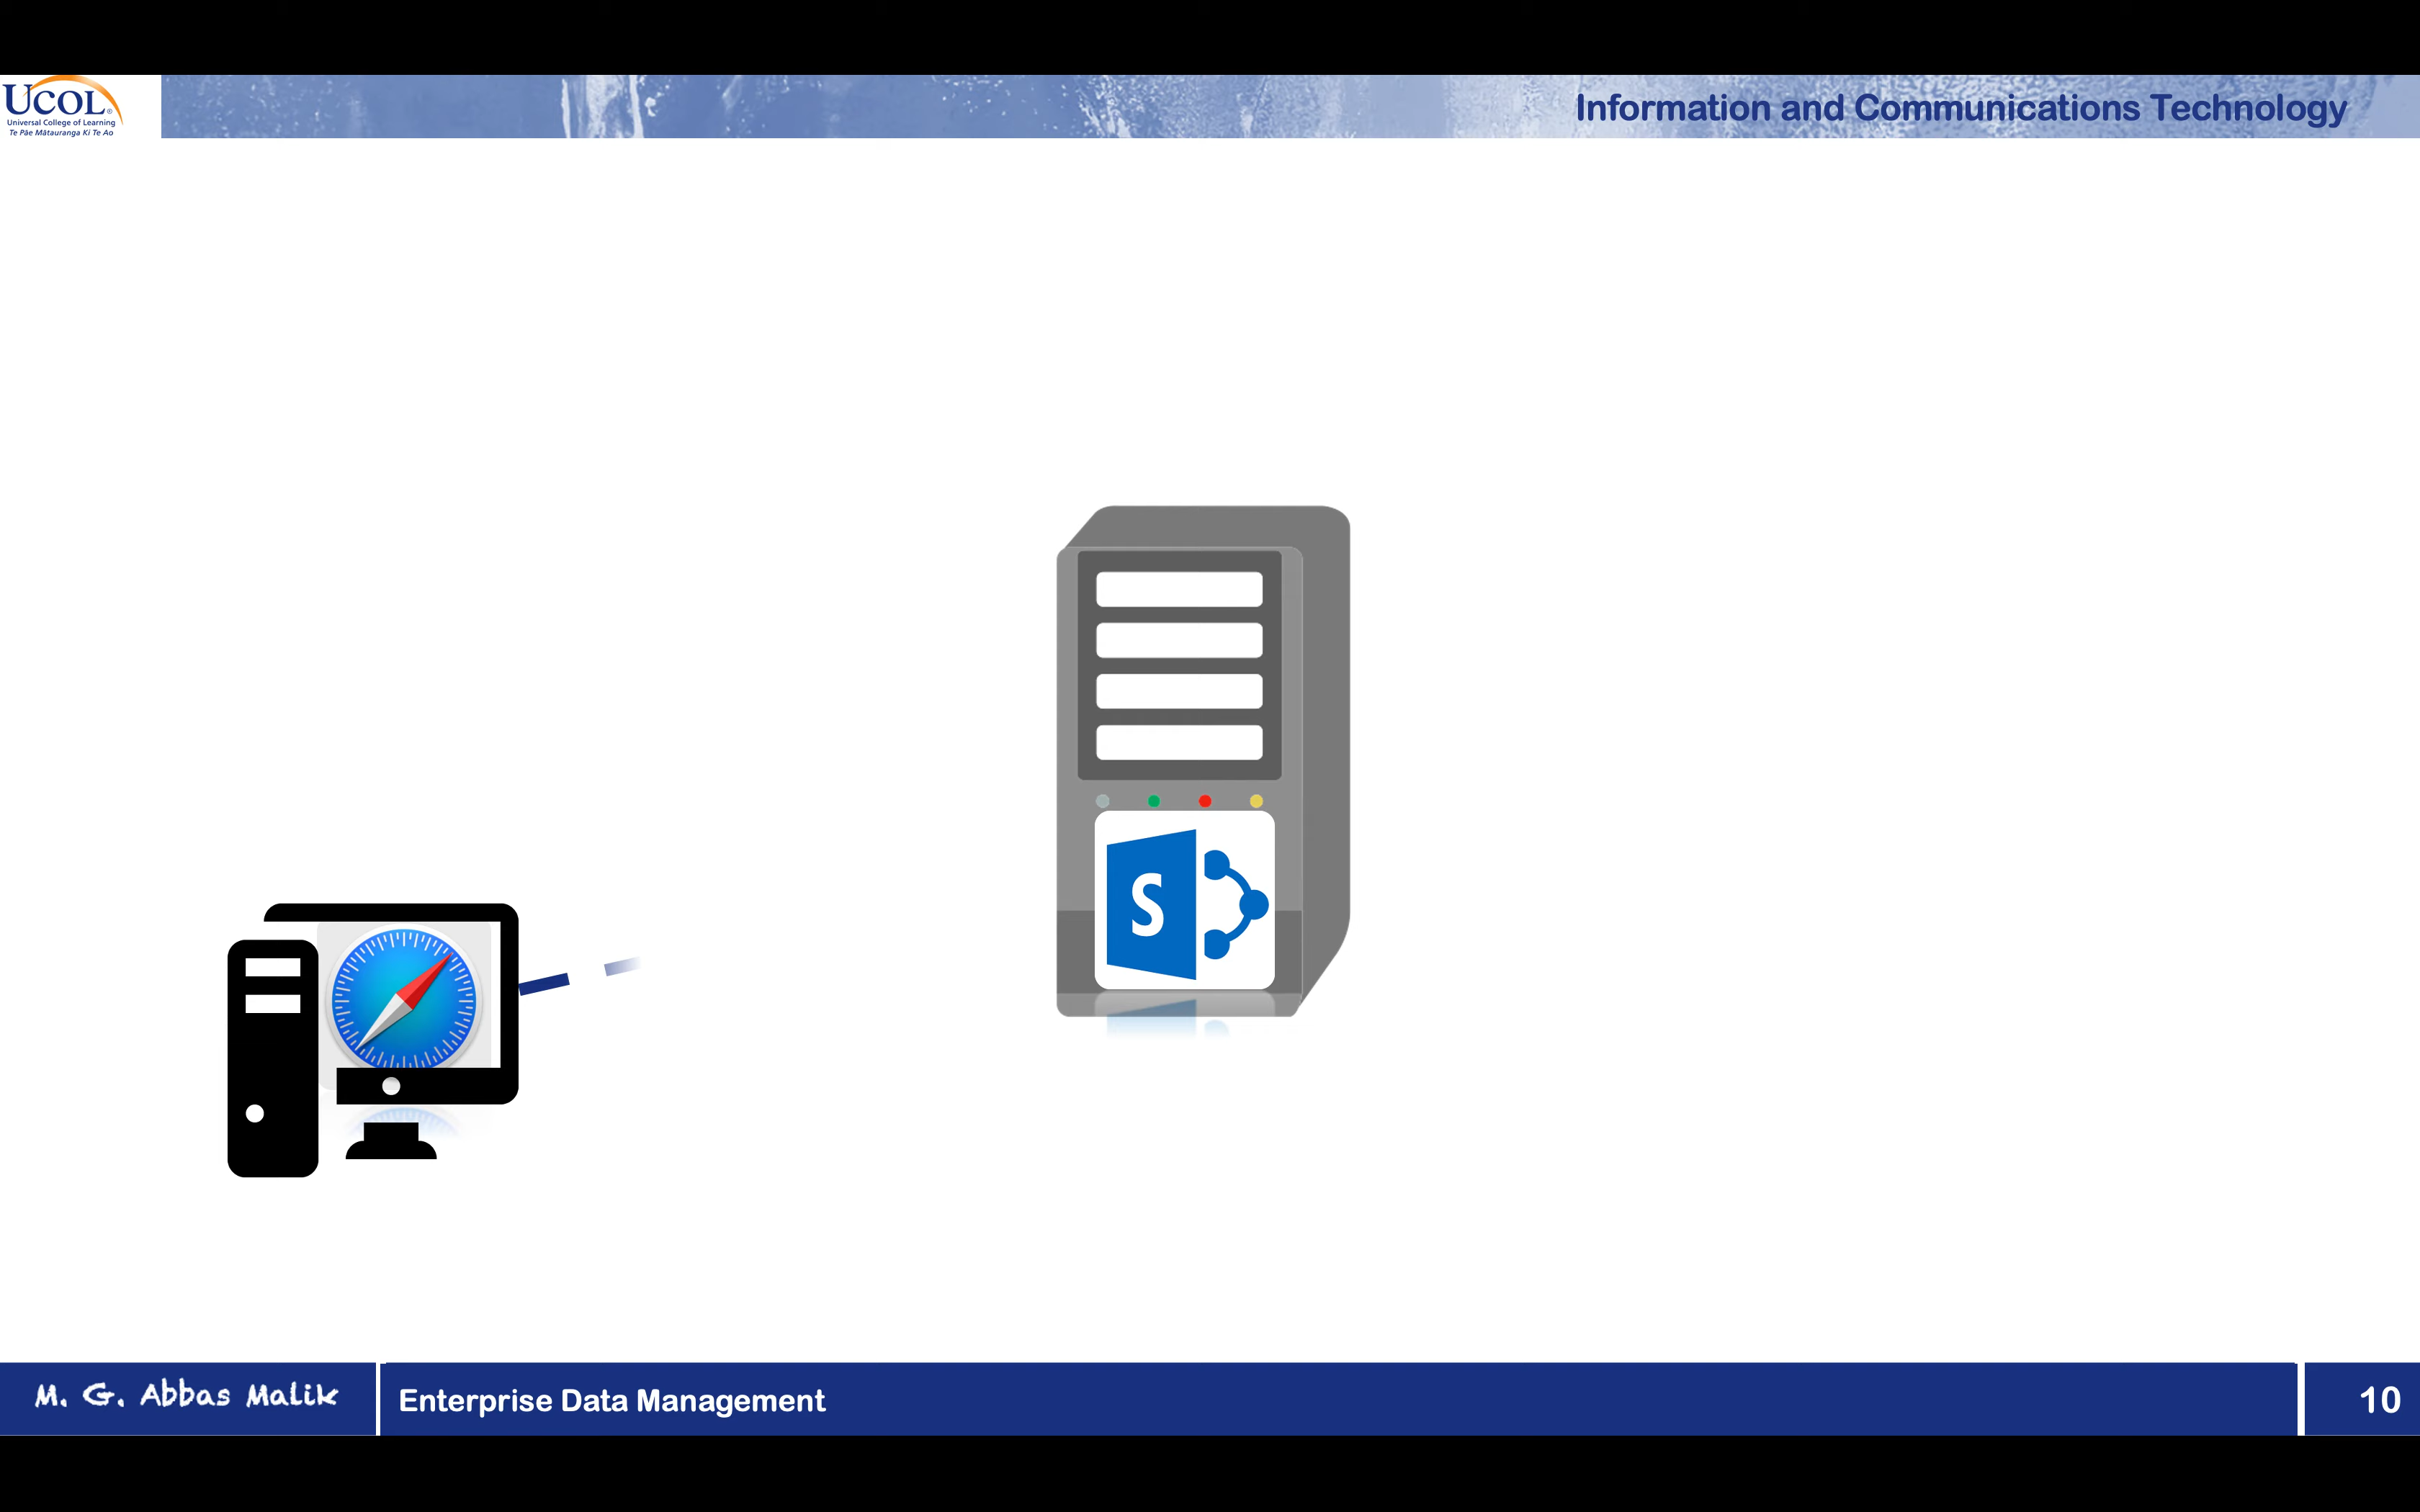 UCOL®
Universal College of Learning
Te Pae Mātauranga Ki Te Ao
Information and Communications Technology
S
M. G. Abbas Malik
Enterprise Data Management
10